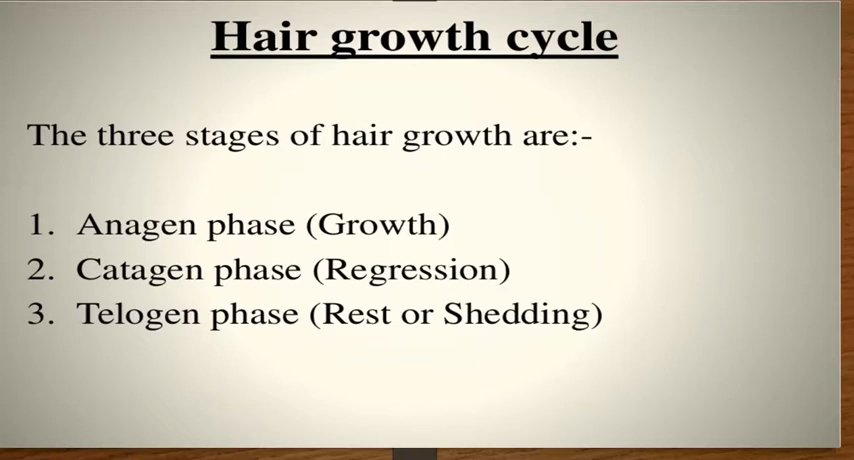 Hair growth cycle
The three stages of hair growth are:-
1. Anagen phase (Growth)
2. Catagen phase (Regression)
3. Telogen phase (Rest or Shedding)